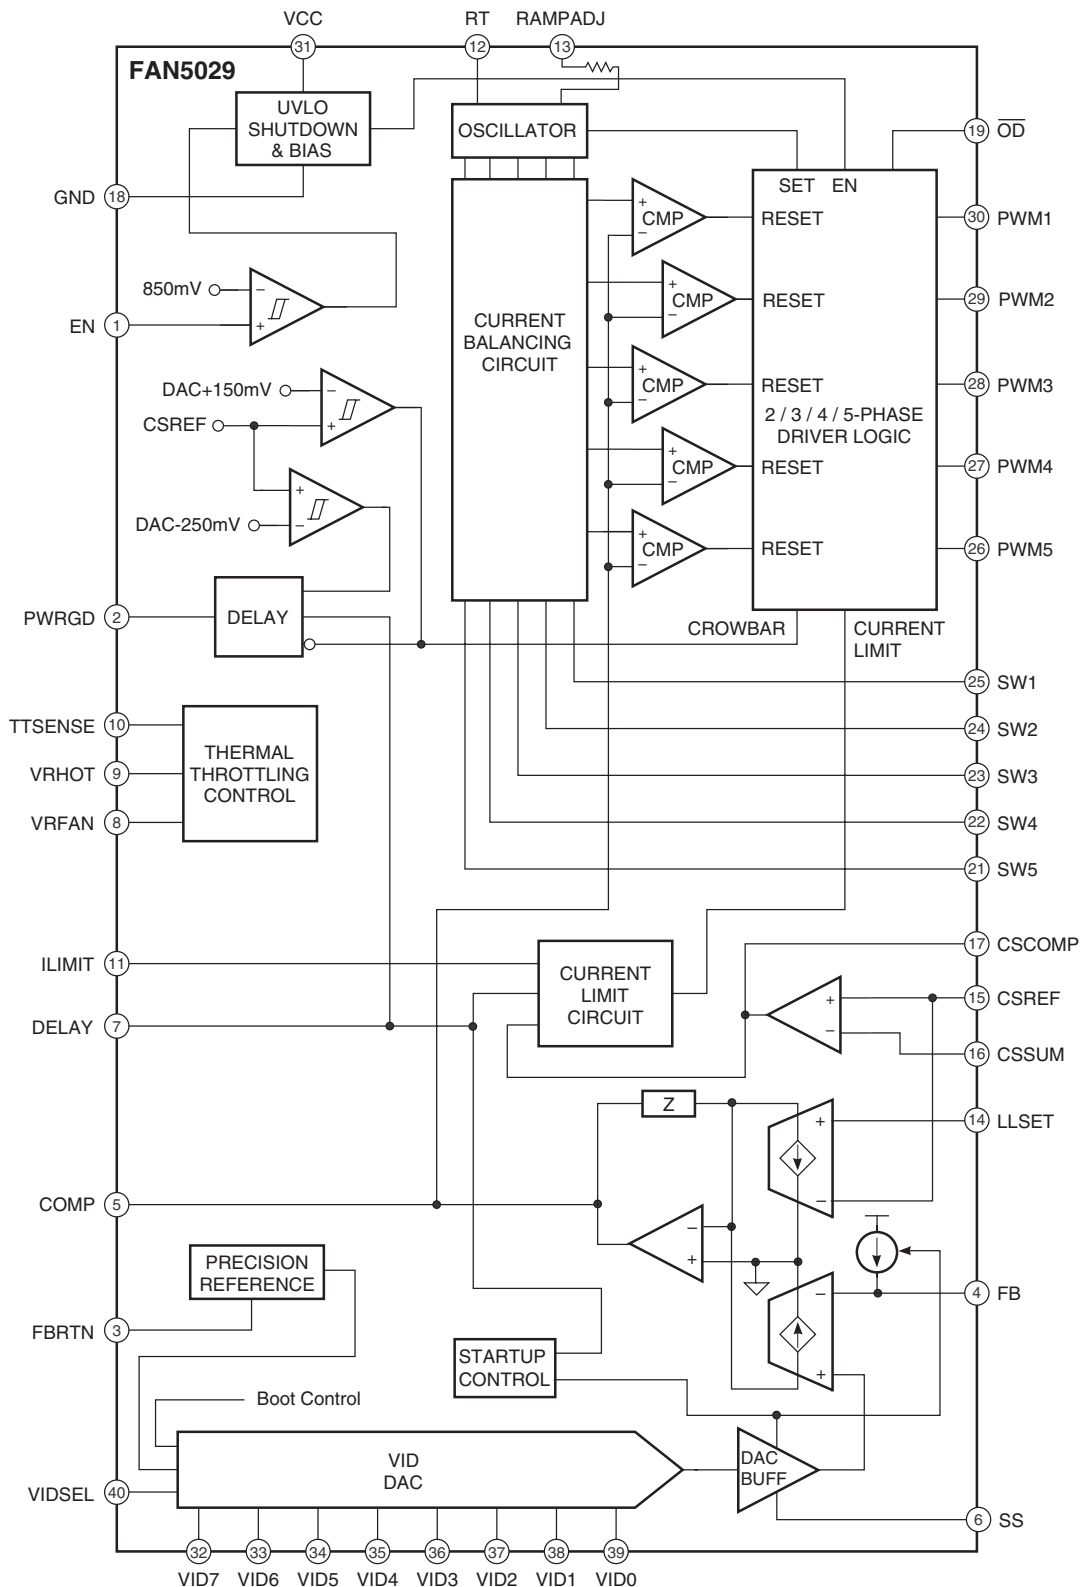 VCC
RT
RAMPADJ
31
12
13
FAN5029
UVLO
SHUTDOWN
& BIAS
OSCILLATOR
19
OD
SET EN
GND
18
+
CMP
−
RESET
30
PWM1
850mV
−
+
EN
1
CURRENT
BALANCING
CIRCUIT
+
CMP
−
RESET
29
PWM2
DAC+150mV
−
CSREF
+
+
CMP
−
RESET
28
PWM3
2 / 3 / 4 / 5-PHASE
DRIVER LOGIC
+
DAC-250mV
−
+
CMP
−
RESET
27
PWM4
+
CMP
−
RESET
26
PWM5
PWRGD
2
DELAY
CROWBAR
CURRENT
LIMIT
25
SW1
TTSENSE
10
24
SW2
THERMAL
THROTTLING
CONTROL
VRHOT
9
23
SW3
VRFAN
8
22
SW4
21
SW5
ILIMIT
11
CURRENT
LIMIT
CIRCUIT
17
CSCOMP
DELAY
7
+
−
15
CSREF
16
CSSUM
Z
+
−
14
LLSET
COMP
5
−
+
PRECISION
REFERENCE
−
+
4
FB
FBRTN
3
STARTUP
CONTROL
Boot Control
VID
DAC
DAC
BUFF
VIDSEL
40
6
SS
32
33
34
35
36
37
38
39
VID7
VID6
VID5
VID4
VID3
VID2
VID1
VID0